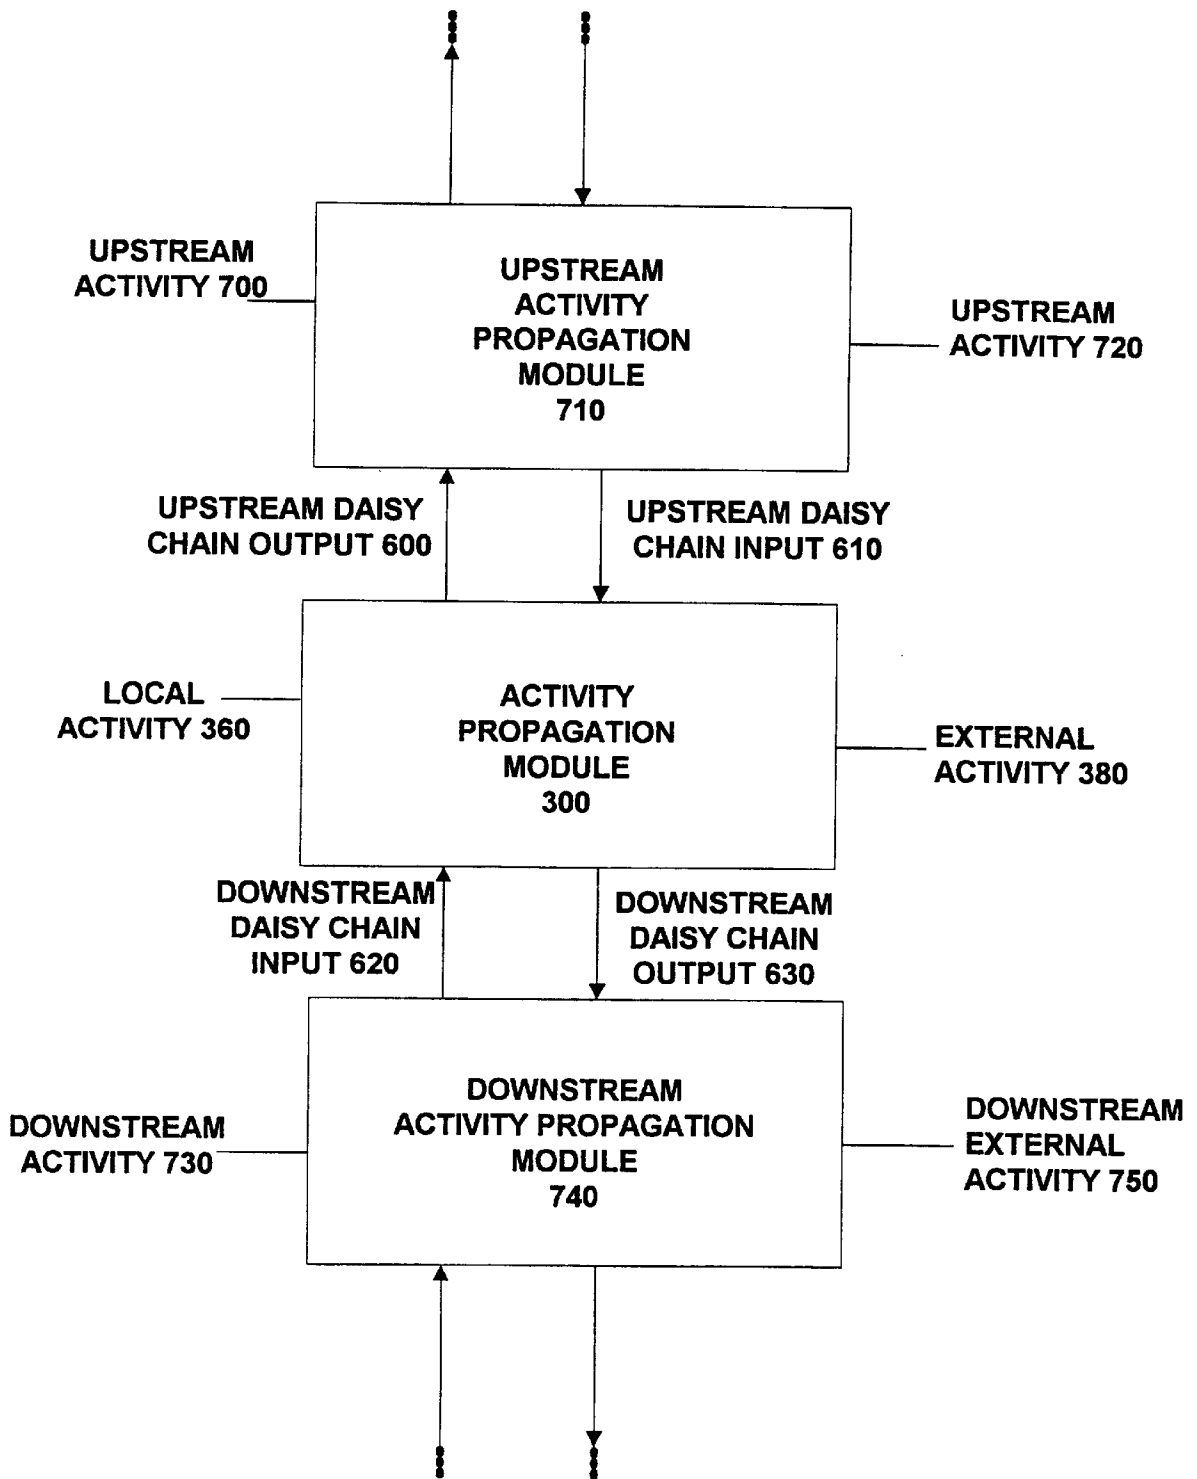 UPSTREAM
ACTIVITY 700
UPSTREAM
ACTIVITY
PROPAGATION
MODULE
710
UPSTREAM
ACTIVITY 720
UPSTREAM DAISY
CHAIN OUTPUT 600
UPSTREAM DAISY
CHAIN INPUT 610
LOCAL
ACTIVITY 360
ACTIVITY
PROPAGATION
MODULE
300
EXTERNAL
ACTIVITY 380
DOWNSTREAM
DAISY CHAIN
INPUT 620
DOWNSTREAM
DAISY CHAIN
OUTPUT 630
DOWNSTREAM
ACTIVITY 730
DOWNSTREAM
ACTIVITY PROPAGATION
MODULE
740
DOWNSTREAM
EXTERNAL
ACTIVITY 750